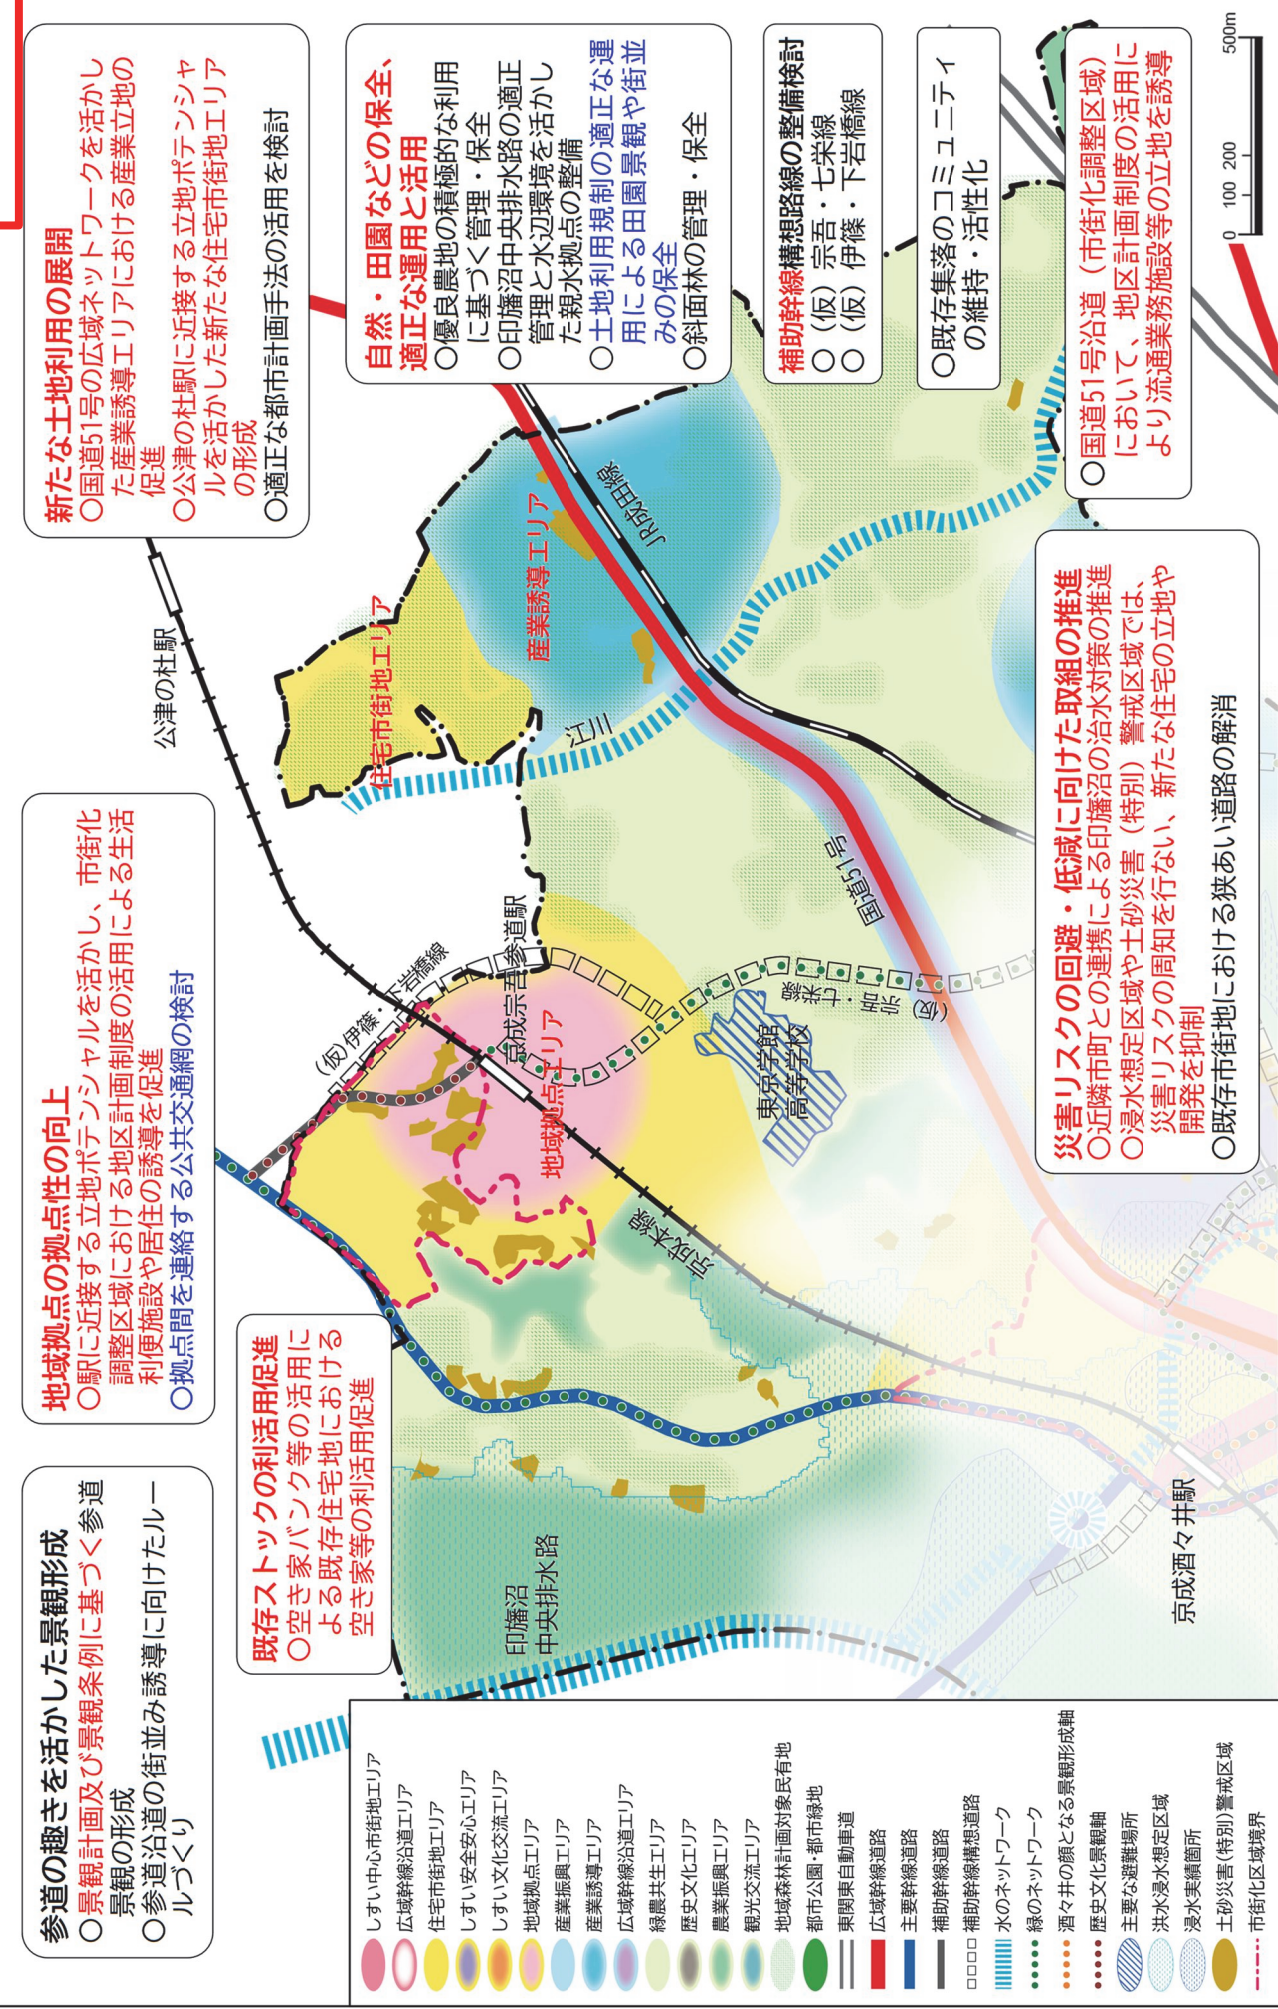 参道の趣きを活かした景観形成
○景観計画及び景観条例に基づく参道
景観の形成
○参道沿道の街並み誘導に向けたルー
ルづくり
地域拠点の拠点性の向上
○駅に近接する立地ポテンシャルを活かし、市街化
調整区域における地区計画制度の活用による生活
利便施設や居住の誘導を促進
○拠点間を連絡する公共交通網の検討
新たな土地利用の展開
○国道51号の広域ネットワークを活かし
た産業誘導エリアにおける産業立地の
促進
○公津の杜駅に近接する立地ポテンシャ
ルを活かした新たな住宅市街地エリア
の形成
○適正な都市計画手法の活用を検討
既存ストックの利活用促進
○空き家バンク等の活用に
よる既存住宅地における
空き家等の利活用促進
自然・田園などの保全、
適正な運用と活用
○優良農地の積極的な利用
に基づく管理・保全
○印旛沼中央排水路の適正
管理と水辺環境を活かし
た親水拠点の整備
○土地利用規制の適正な運
用による田園景観や街並
みの保全
○斜面林の管理・保全
補助幹線構想路線の整備検討
○（仮）宗吾・七栄線
○（仮）伊篠・下岩橋線
○既存集落のコミュニティ
の維持・活性化
○国道51号沿道（市街化調整区域）
において、地区計画制度の活用に
より流通業務施設等の立地を誘導
災害リスクの回避・低減に向けた取組の推進
○近隣市町との連携による印旛沼の治水対策の推進
○浸水想定区域や土砂災害（特別）警戒区域では、
災害リスクの周知を行ない、新たな住宅の立地や
開発を抑制
○既存市街地における狭あい道路の解消
公津の杜駅
住宅市街地エリア
産業誘導エリア
JR成田線
江川
国道51号
（仮）伊篠・下岩橋線
京成宗吾参道駅
地域拠点エリア
（仮）宗吾・七栄線
東京学館
高等学校
京成本線
印旛沼
中央排水路
京成酒々井駅
0 100 200 500m
しすい中心市街地エリア
広域幹線沿道エリア
住宅市街地エリア
しすい安全安心エリア
しすい文化交流エリア
地域拠点エリア
産業振興エリア
産業誘導エリア
広域幹線沿道エリア
緑農共生エリア
歴史文化エリア
農業振興エリア
観光交流エリア
地域森林計画対象民有地
都市公園・都市緑地
東関東自動車道
広域幹線道路
主要幹線道路
補助幹線道路
補助幹線構想道路
水のネットワーク
緑のネットワーク
酒々井の顔となる景観形成軸
歴史文化景観軸
主要な避難場所
洪水浸水想定区域
浸水実績箇所
土砂災害(特別)警戒区域
市街化区域境界